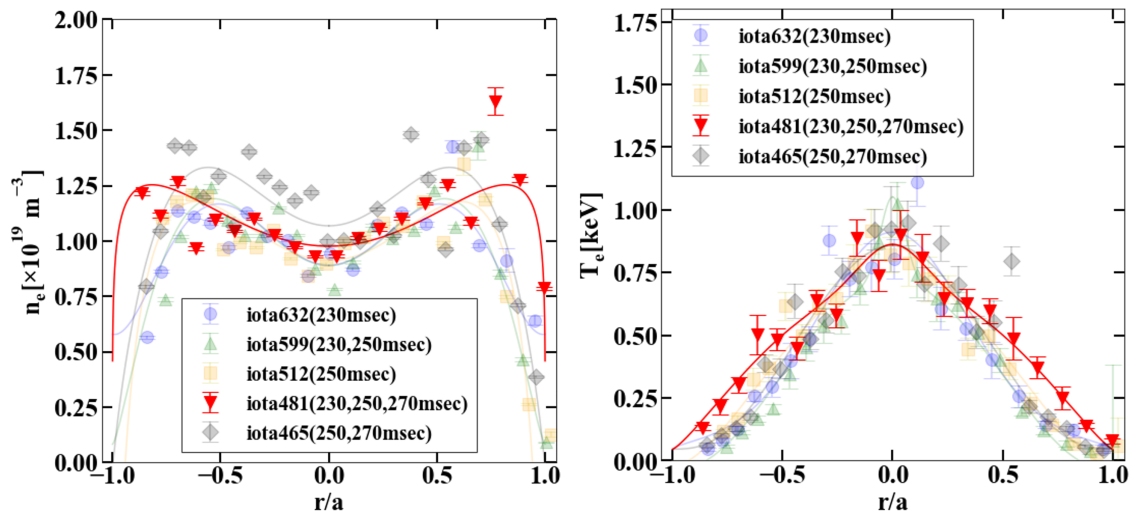 2.00
1.75
1.50
1.25
1.00
0.75
0.50
0.25
0.00
n_e[×10^19 m^−3]
iota632(230msec)
iota599(230,250msec)
iota512(250msec)
iota481(230,250,270msec)
iota465(250,270msec)
−1.0 −0.5 0.0 0.5 1.0
r/a
1.75
1.50
1.25
1.00
0.75
0.50
0.25
0.00
T_e[keV]
iota632(230msec)
iota599(230,250msec)
iota512(250msec)
iota481(230,250,270msec)
iota465(250,270msec)
−1.0 −0.5 0.0 0.5 1.0
r/a